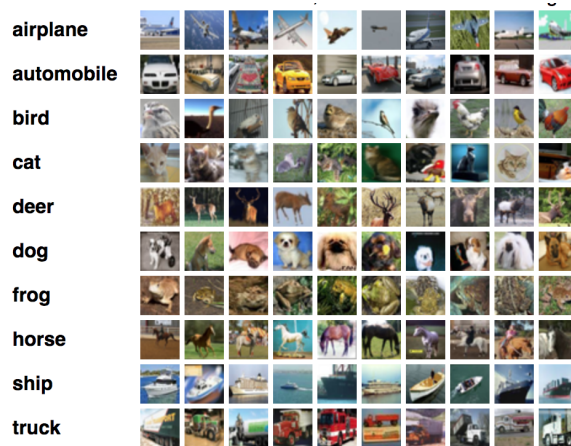 airplane
automobile
bird
cat
deer
dog
frog
horse
ship
truck